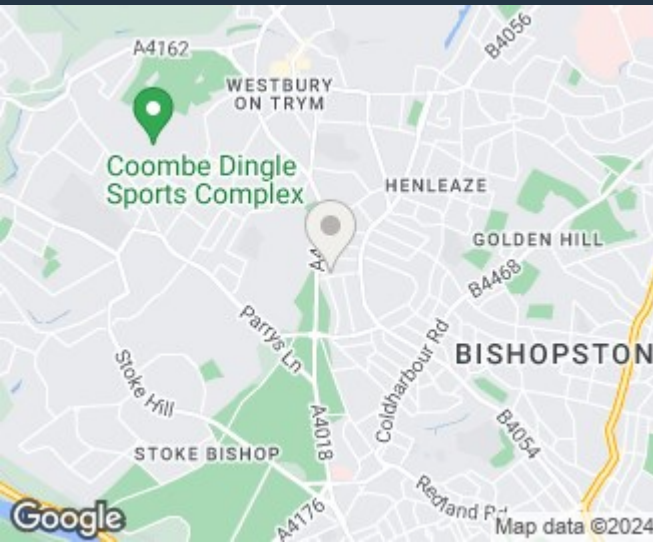 A4162
B4056
WESTBURY
ON TRYM
Coombe Dingle
Sports Complex
HENLEAZE
GOLDEN HILL
B4468
Parrys Ln
Coldharbour Rd
BISHOPSTON
Stoke Hill
A4018
B4054
STOKE BISHOP
Redland Rd
A4176
Google
Map data ©2024